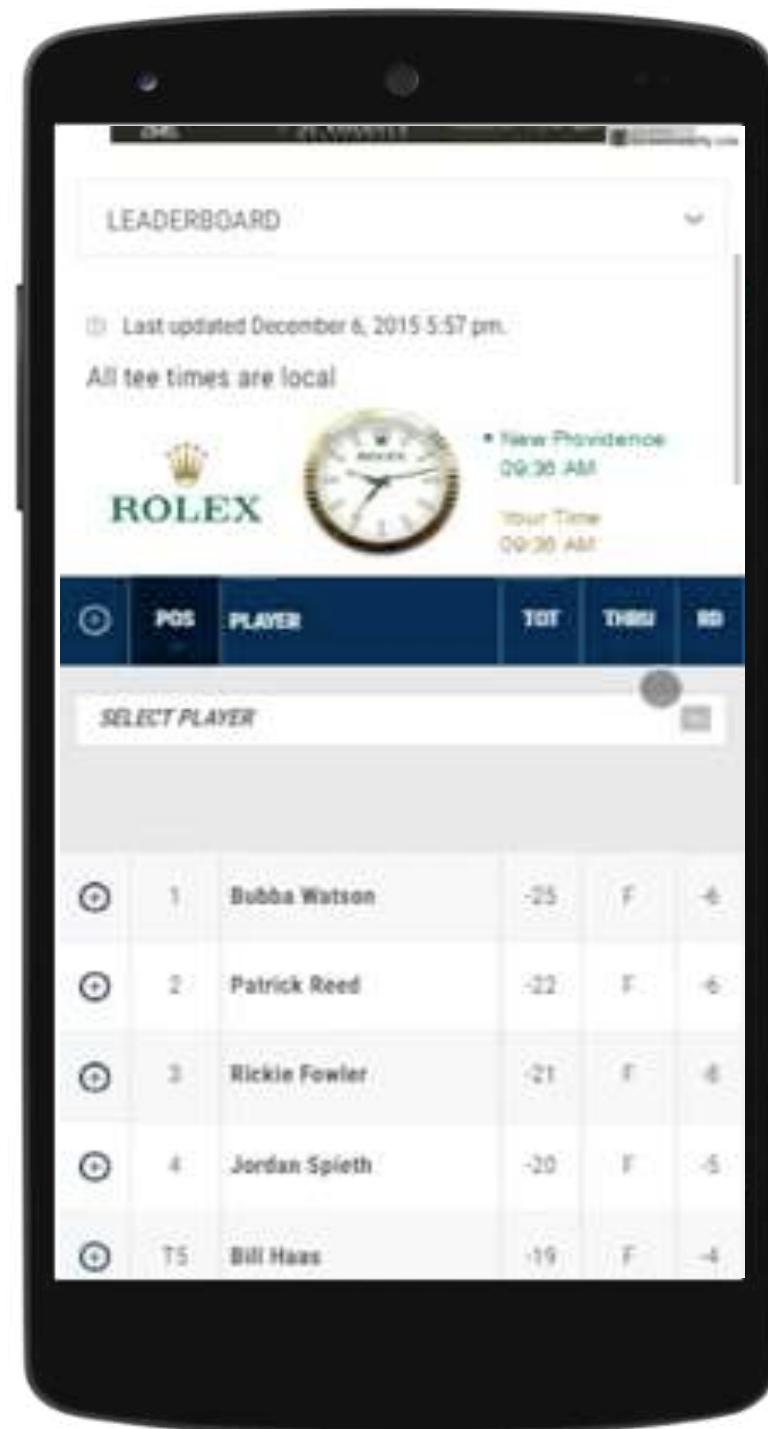 LEADERBOARD
Last updated December 6, 2015 5:57 pm.
All tee times are local
ROLEX
ROLEX
New Providence
09:36 AM
Your Time
09:36 AM
POS PLAYER TOT THRU RD
SELECT PLAYER
1 Bubba Watson -25 F -6
2 Patrick Reed -22 F -6
3 Rickie Fowler -21 F -8
4 Jordan Spieth -20 F -5
T5 Bill Haas -19 F -4